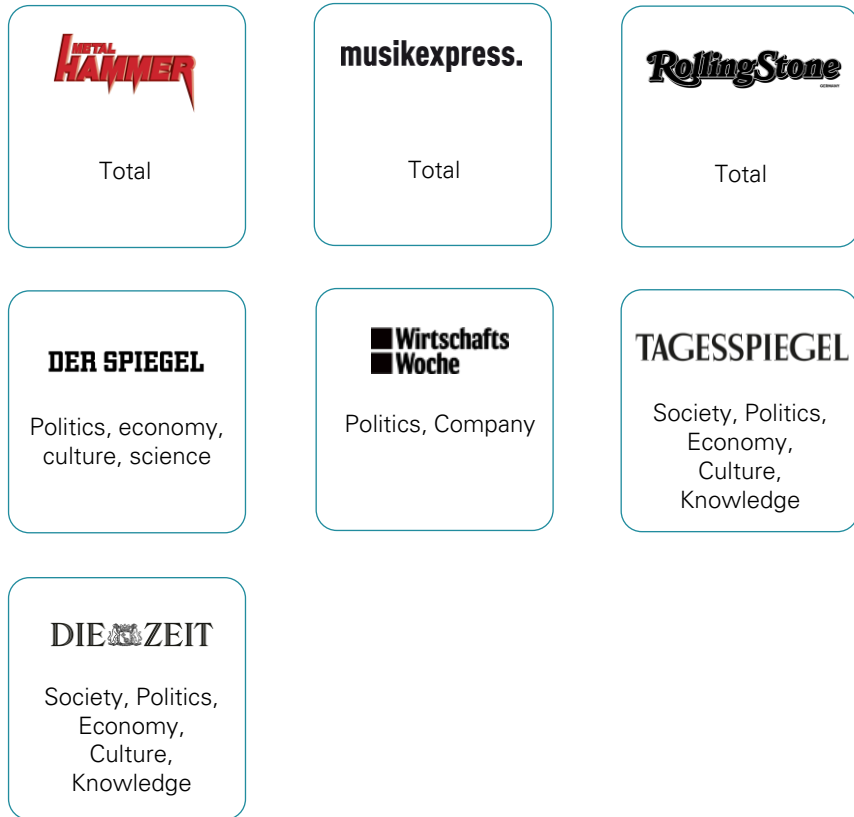 METAL
HAMMER
Total
musikexpress.
Total
RollingStone
GERMANY
Total
DER SPIEGEL
Politics, economy,
culture, science
Wirtschafts
Woche
Politics, Company
TAGESSPIEGEL
Society, Politics,
Economy,
Culture,
Knowledge
DIE ZEIT
Society, Politics,
Economy,
Culture,
Knowledge